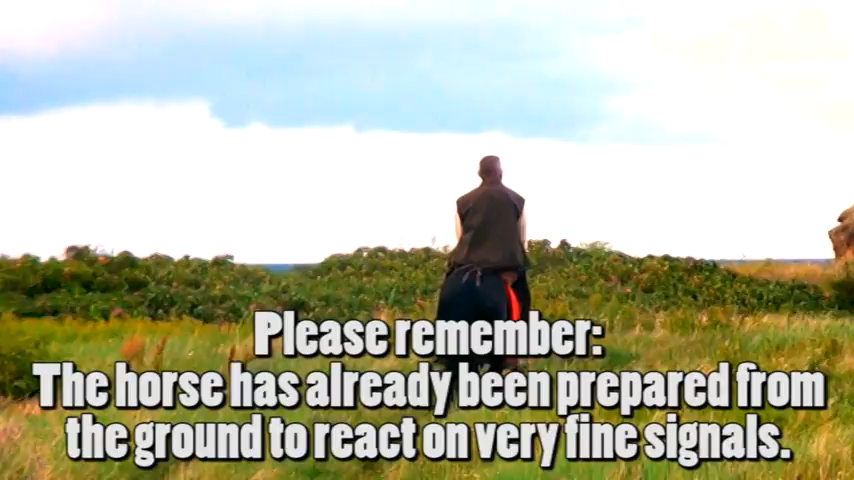 Please remember:
The horse has already been prepared from
the ground to react on very fine signals.